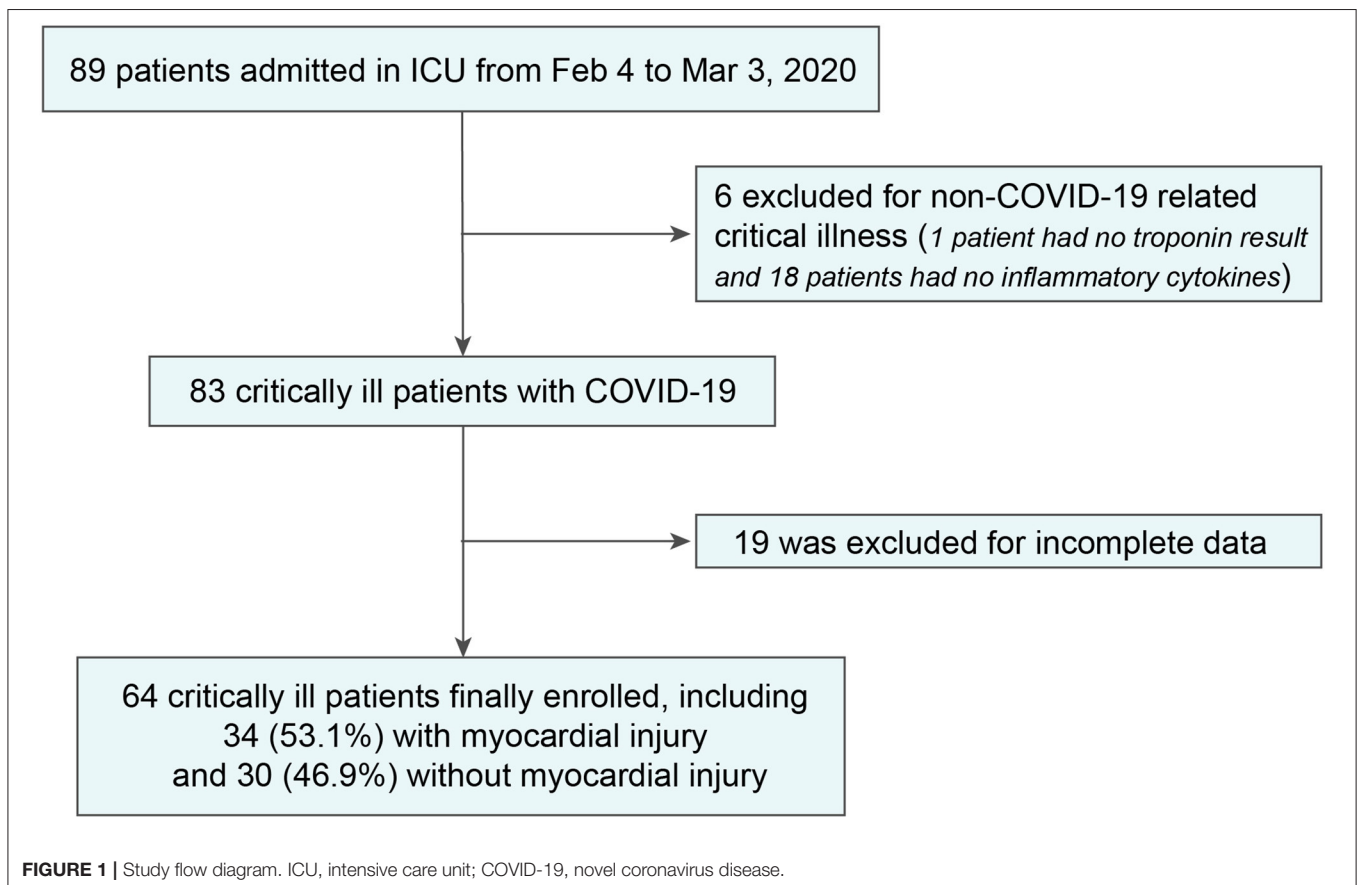 89 patients admitted in ICU from Feb 4 to Mar 3, 2020
6 excluded for non-COVID-19 related
critical illness (1 patient had no troponin result
and 18 patients had no inflammatory cytokines)
83 critically ill patients with COVID-19
19 was excluded for incomplete data
64 critically ill patients finally enrolled, including
34 (53.1%) with myocardial injury
and 30 (46.9%) without myocardial injury
FIGURE 1 | Study flow diagram. ICU, intensive care unit; COVID-19, novel coronavirus disease.